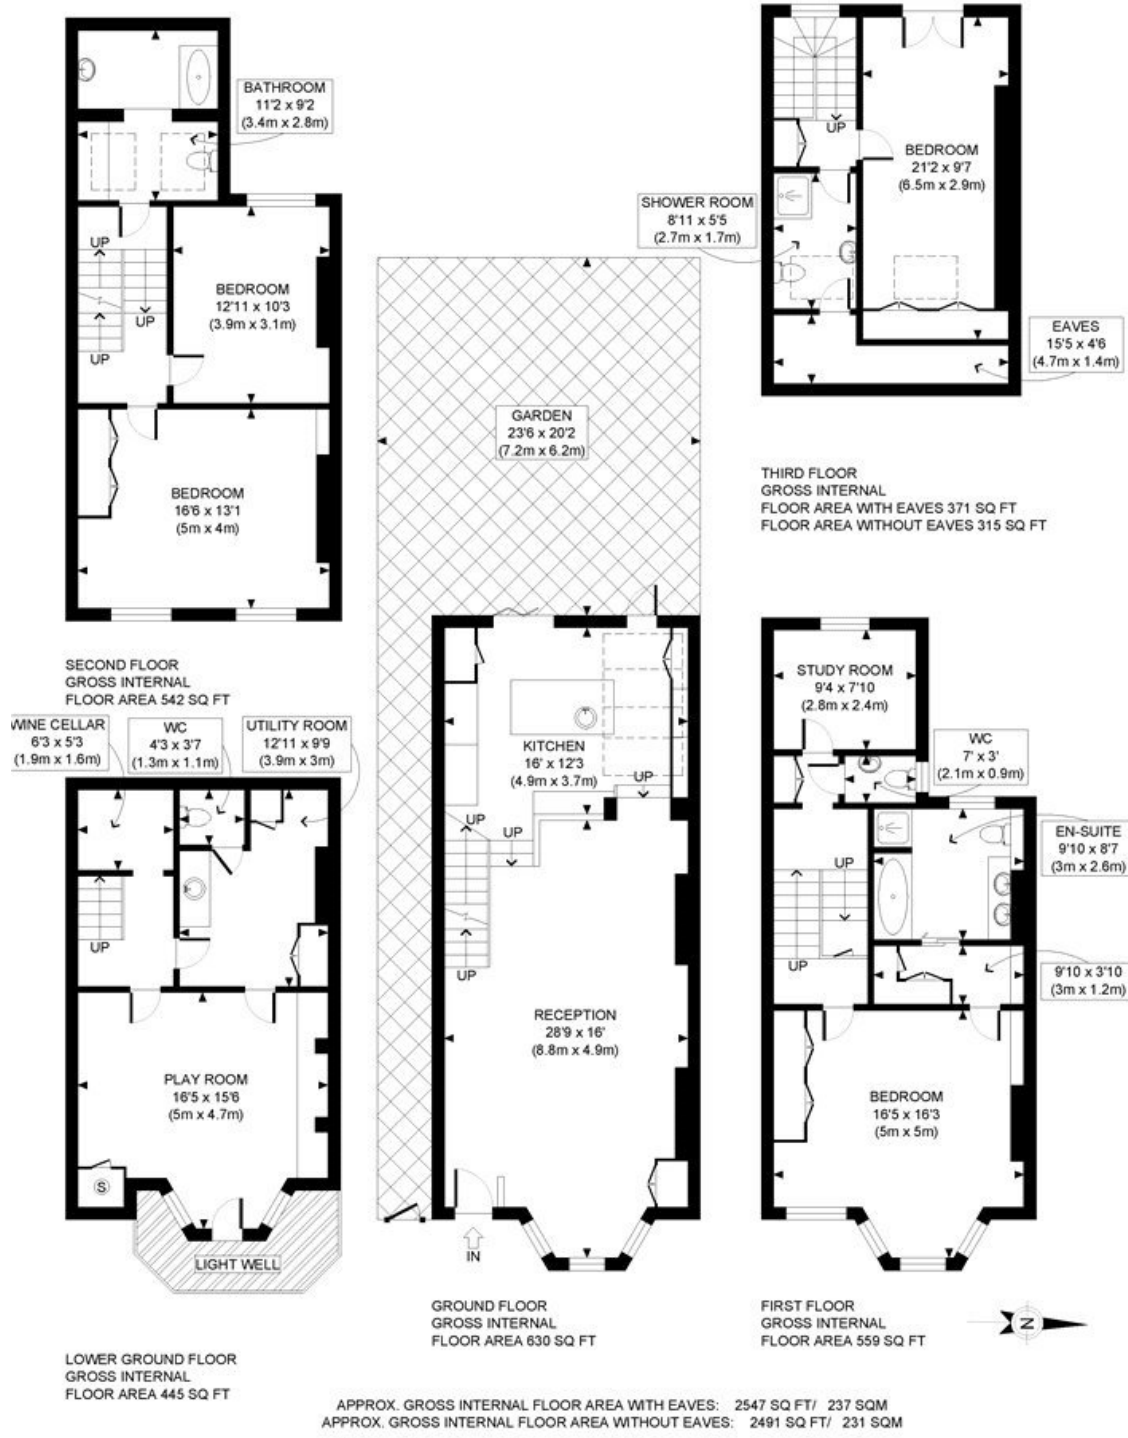 BATHROOM
11'2 x 9'2
(3.4m x 2.8m)
UP
UP
UP
BEDROOM
12'11 x 10'3
(3.9m x 3.1m)
BEDROOM
16'6 x 13'1
(5m x 4m)
SECOND FLOOR
GROSS INTERNAL
FLOOR AREA 542 SQ FT
UP
BEDROOM
21'2 x 9'7
(6.5m x 2.9m)
SHOWER ROOM
8'11 x 5'5
(2.7m x 1.7m)
EAVES
15'5 x 4'6
(4.7m x 1.4m)
THIRD FLOOR
GROSS INTERNAL
FLOOR AREA WITH EAVES 371 SQ FT
FLOOR AREA WITHOUT EAVES 315 SQ FT
GARDEN
23'6 x 20'2
(7.2m x 6.2m)
KITCHEN
16' x 12'3
(4.9m x 3.7m)
UP
UP
UP
UP
RECEPTION
28'9 x 16'
(8.8m x 4.9m)
IN
GROUND FLOOR
GROSS INTERNAL
FLOOR AREA 630 SQ FT
WINE CELLAR
6'3 x 5'3
(1.9m x 1.6m)
WC
4'3 x 3'7
(1.3m x 1.1m)
UTILITY ROOM
12'11 x 9'9
(3.9m x 3m)
UP
PLAY ROOM
16'5 x 15'6
(5m x 4.7m)
S
LIGHT WELL
LOWER GROUND FLOOR
GROSS INTERNAL
FLOOR AREA 445 SQ FT
STUDY ROOM
9'4 x 7'10
(2.8m x 2.4m)
WC
7' x 3'
(2.1m x 0.9m)
EN-SUITE
9'10 x 8'7
(3m x 2.6m)
UP
UP
9'10 x 3'10
(3m x 1.2m)
BEDROOM
16'5 x 16'3
(5m x 5m)
FIRST FLOOR
GROSS INTERNAL
FLOOR AREA 559 SQ FT
N
APPROX. GROSS INTERNAL FLOOR AREA WITH EAVES: 2547 SQ FT/ 237 SQM
APPROX. GROSS INTERNAL FLOOR AREA WITHOUT EAVES: 2491 SQ FT/ 231 SQM